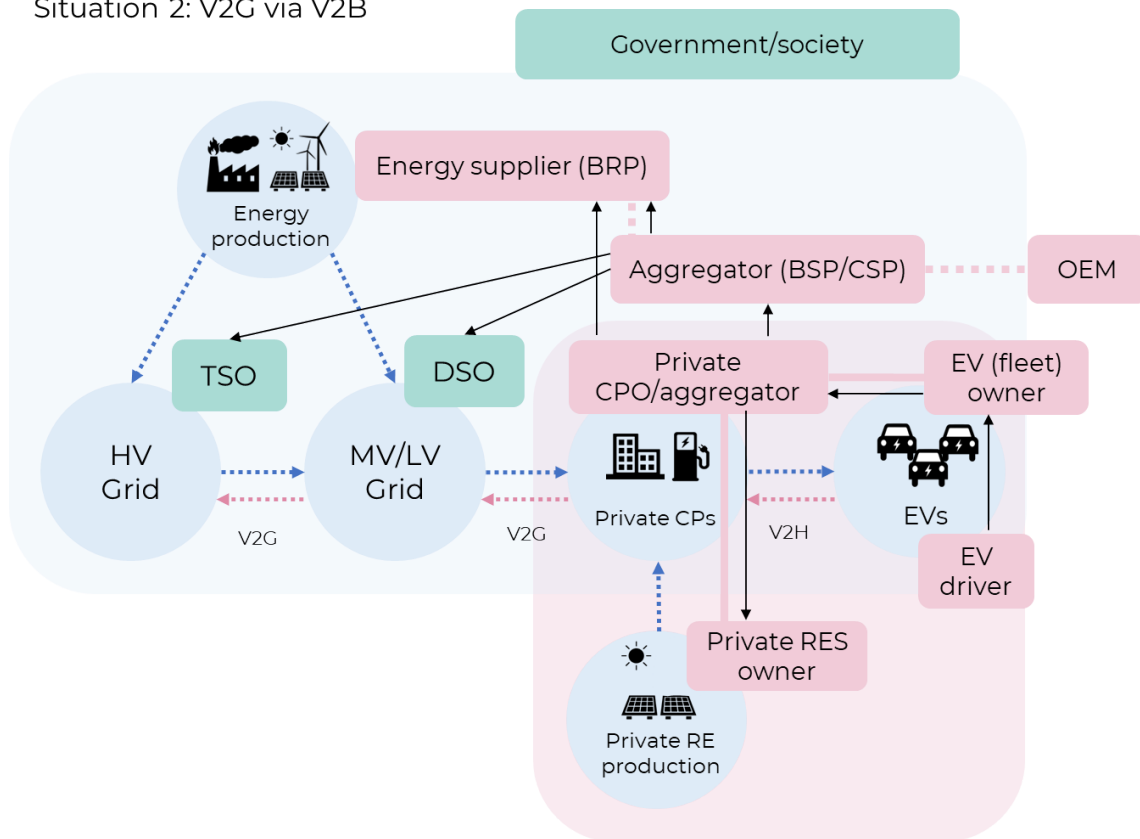 Situation 2: V2G via V2B
Government/society
Energy supplier (BRP)
Energy
production
Aggregator (BSP/CSP)
OEM
TSO
DSO
Private
CPO/aggregator
EV (fleet)
owner
HV
Grid
MV/LV
Grid
Private CPs
EVs
V2G
V2G
V2H
EV
driver
Private RES
owner
Private RE
production